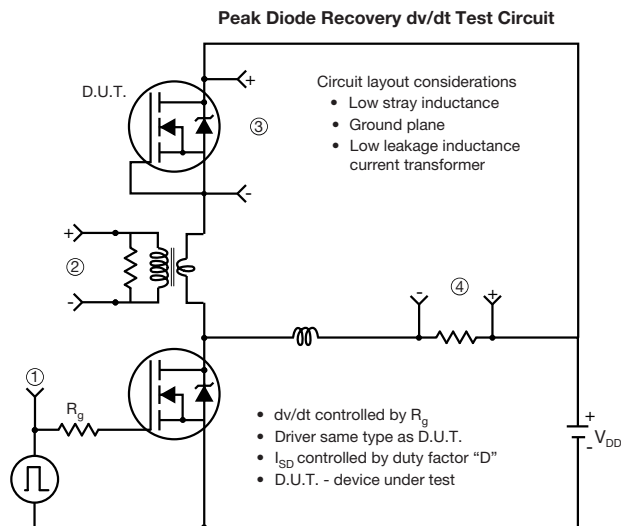 Peak Diode Recovery dv/dt Test Circuit
D.U.T.
+
③
-
Circuit layout considerations
• Low stray inductance
• Ground plane
• Low leakage inductance
current transformer
+
②
-
-
④
+
①
Rg
• dv/dt controlled by Rg
• Driver same type as D.U.T.
• ISD controlled by duty factor “D”
• D.U.T. - device under test
+
-
VDD